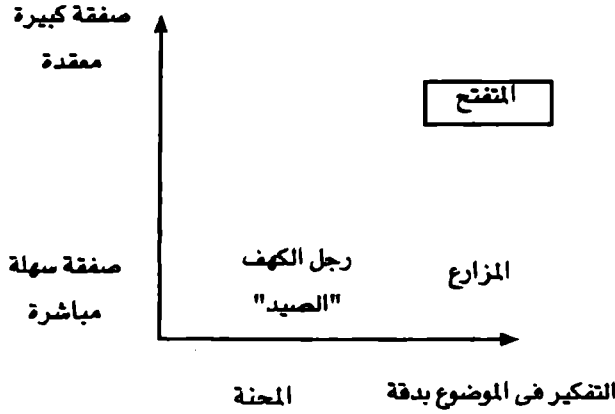 صفقة كبيرة
معقدة
المتفتح
صفقة سهلة
مباشرة
رجل الكهف
"الصيد"
المزارع
المحنة
التفكير فى الموضوع بدقة